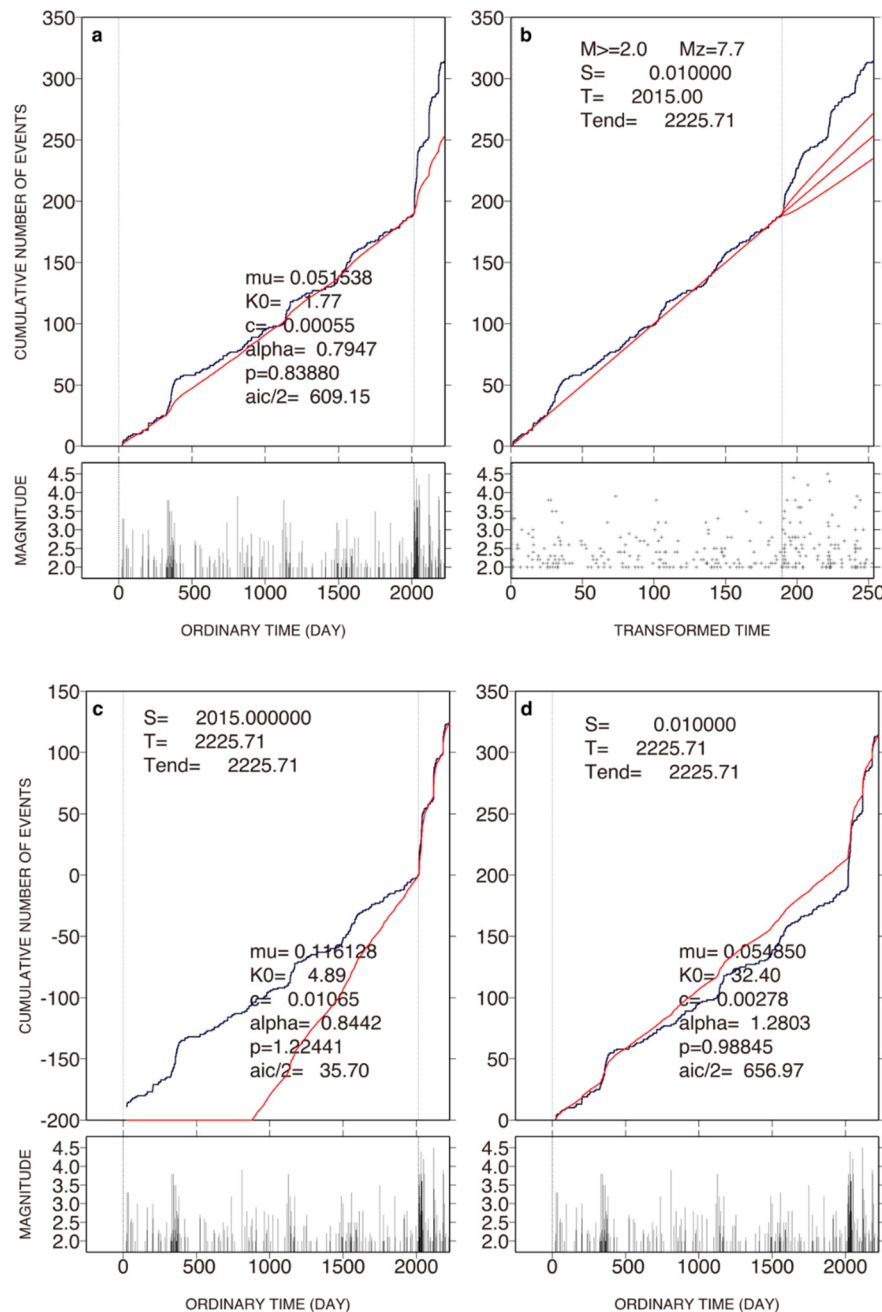 a
350
300
250
200
150
100
50
0
CUMULATIVE NUMBER OF EVENTS
mu= 0.051538
K0= 1.77
c= 0.00055
alpha= 0.7947
p=0.83880
aic/2= 609.15
4.5
4.0
3.5
3.0
2.5
2.0
MAGNITUDE
0 500 1000 1500 2000
ORDINARY TIME (DAY)
b
M>=2.0 Mz=7.7
S= 0.010000
T= 2015.00
Tend= 2225.71
350
300
250
200
150
100
50
0
4.5
4.0
3.5
3.0
2.5
2.0
0 50 100 150 200 250
TRANSFORMED TIME
c
S= 2015.000000
T= 2225.71
Tend= 2225.71
150
100
50
0
-50
-100
-150
-200
CUMULATIVE NUMBER OF EVENTS
mu= 0.116128
K0= 4.89
c= 0.01065
alpha= 0.8442
p=1.22441
aic/2= 35.70
4.5
4.0
3.5
3.0
2.5
2.0
MAGNITUDE
0 500 1000 1500 2000
ORDINARY TIME (DAY)
d
S= 0.010000
T= 2225.71
Tend= 2225.71
350
300
250
200
150
100
50
0
mu= 0.054850
K0= 32.40
c= 0.00278
alpha= 1.2803
p=0.98845
aic/2= 656.97
4.5
4.0
3.5
3.0
2.5
2.0
0 500 1000 1500 2000
ORDINARY TIME (DAY)